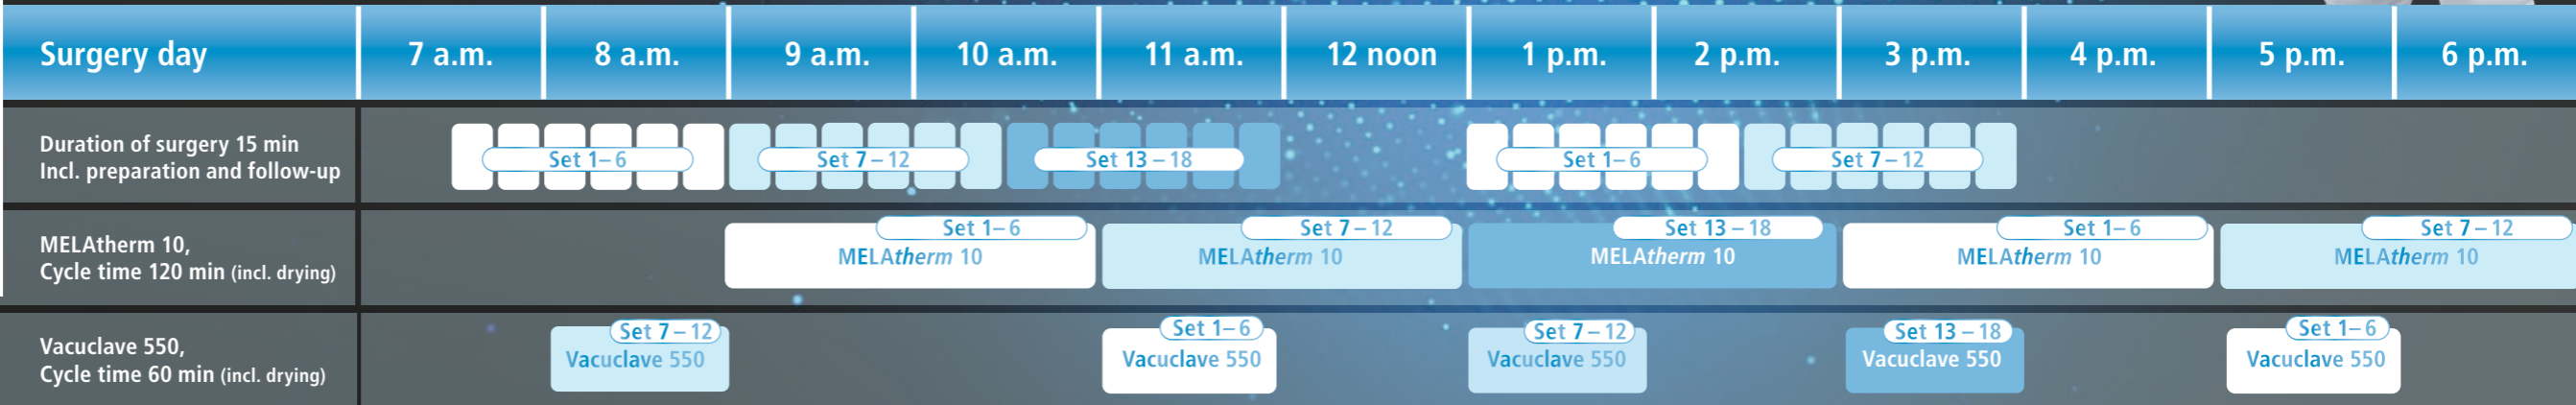 Surgery day 7 a.m. 8 a.m. 9 a.m. 10 a.m. 11 a.m. 12 noon 1 p.m. 2 p.m. 3 p.m. 4 p.m. 5 p.m. 6 p.m.
Duration of surgery 15 min
Incl. preparation and follow-up
Set 1–6 Set 7–12 Set 13–18 Set 1–6 Set 7–12
MELAtherm 10,
Cycle time 120 min (incl. drying)
Set 1–6 Set 7–12 Set 13–18 Set 1–6 Set 7–12
MELAtherm 10 MELAtherm 10 MELAtherm 10 MELAtherm 10 MELAtherm 10
Vacuclave 550,
Cycle time 60 min (incl. drying)
Set 7–12 Set 1–6 Set 7–12 Set 13–18 Set 1–6
Vacuclave 550 Vacuclave 550 Vacuclave 550 Vacuclave 550 Vacuclave 550